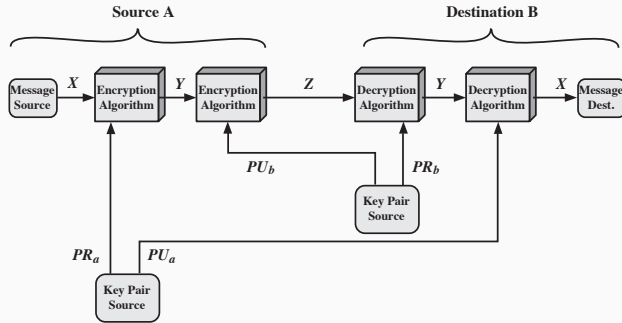 Source A
Destination B
Message
Source
X
Encryption
Algorithm
Y
Encryption
Algorithm
Z
Decryption
Algorithm
Y
Decryption
Algorithm
X
Message
Dest.
PUb
PRb
Key Pair
Source
PRa
PUa
Key Pair
Source